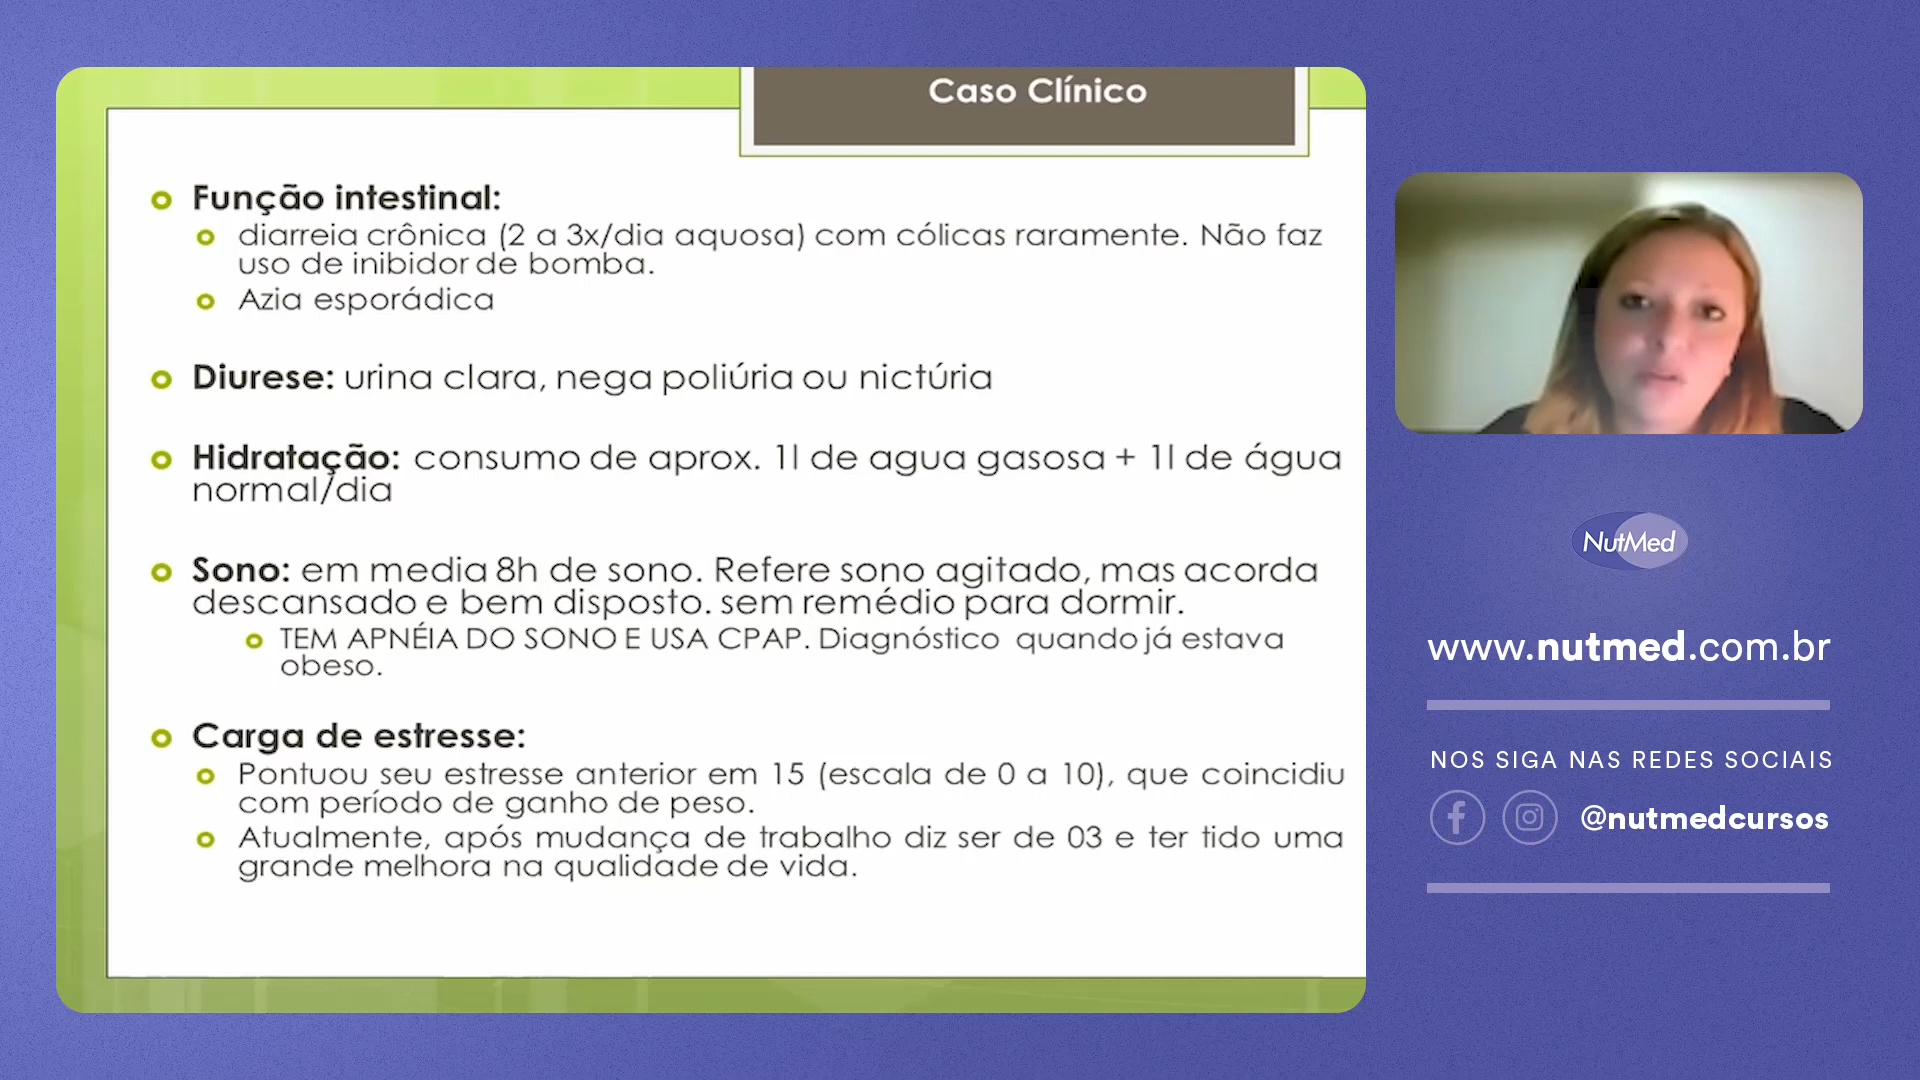 Caso Clínico
Função intestinal:
diarreia crônica (2 a 3x/dia aquosa) com cólicas raramente. Não faz
uso de inibidor de bomba.
Azia esporádica
Diurese: urina clara, nega poliúria ou nictúria
Hidratação: consumo de aprox. 1l de agua gasosa + 1l de água
normal/dia
Sono: em media 8h de sono. Refere sono agitado, mas acorda
descansado e bem disposto. sem remédio para dormir.
TEM APNÉIA DO SONO E USA CPAP. Diagnóstico quando já estava
obeso.
Carga de estresse:
Pontuou seu estresse anterior em 15 (escala de 0 a 10), que coincidiu
com período de ganho de peso.
Atualmente, após mudança de trabalho diz ser de 03 e ter tido uma
grande melhora na qualidade de vida.
NutMed
www.nutmed.com.br
NOS SIGA NAS REDES SOCIAIS
@nutmedcursos